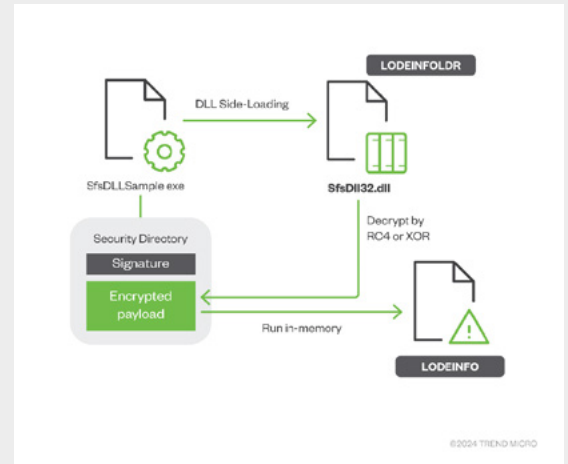 LODEINFOLDR
DLL Side-Loading
SfsDLLSample exe
SfsDll32.dll
Security Directory
Signature
Encrypted
payload
Decrypt by
RC4 or XOR
Run in-memory
LODEINFO
©2024 TREND MICRO